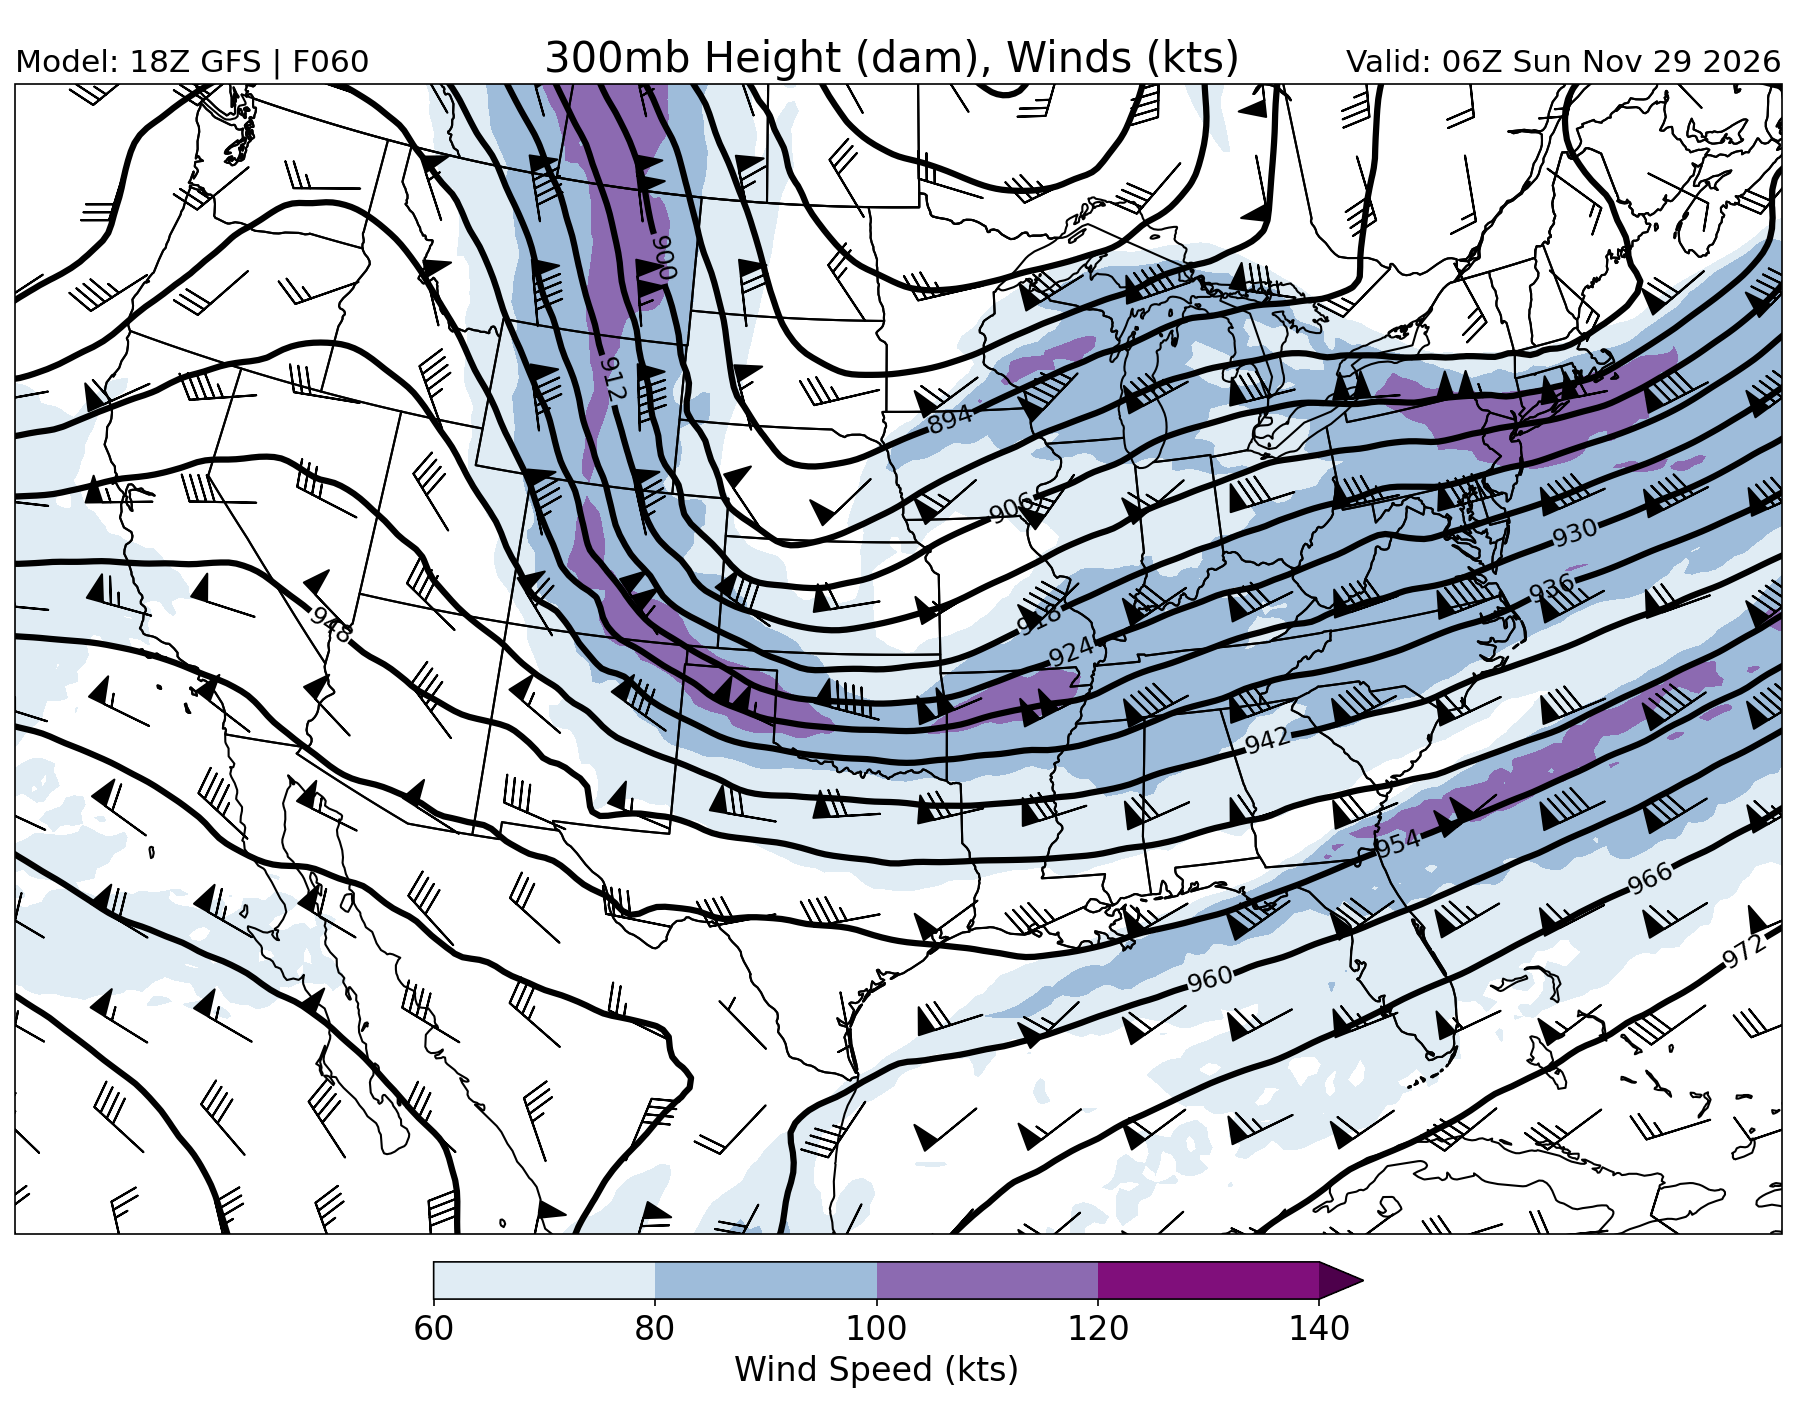 Model: 18Z GFS | F060
300mb Height (dam), Winds (kts)
Valid: 06Z Sun Nov 29 2026
900
912
894
906
930
936
948
918
924
942
954
966
972
960
60 80 100 120 140
Wind Speed (kts)